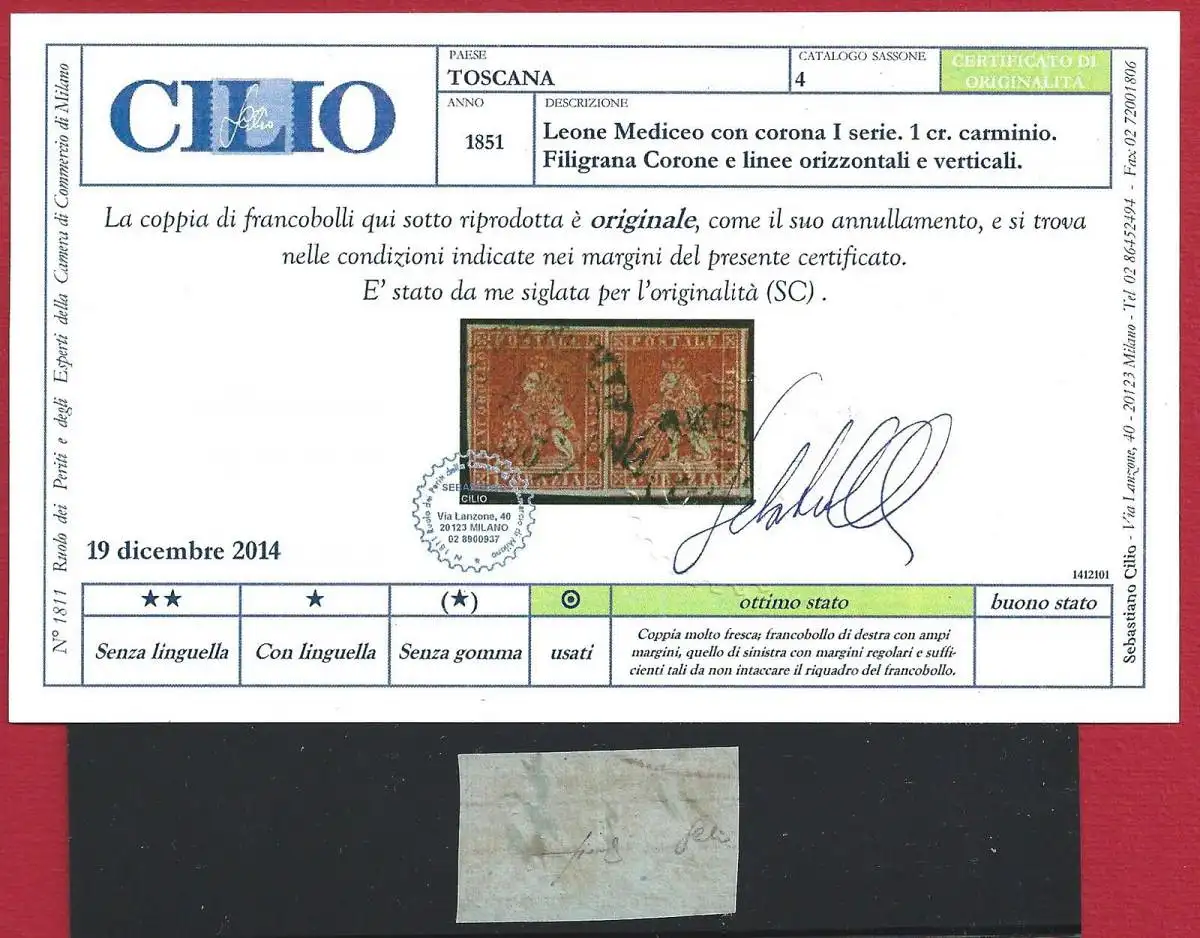 CILIO
Cilio
PAESE
TOSCANA
CATALOGO SASSONE
4
CERTIFICATO DI
ORIGINALITÀ
ANNO
1851
DESCRIZIONE
Leone Mediceo con corona I serie. 1 cr. carminio.
Filigrana Corone e linee orizzontali e verticali.
La coppia di francobolli qui sotto riprodotta è originale, come il suo annullamento, e si trova
nelle condizioni indicate nei margini del presente certificato.
E' stato da me siglata per l'originalità (SC) .
POSTALE
POSTALE
CILIO
Via Lanzone, 40
20123 MILANO
02 8900937
19 dicembre 2014
1412101
★★
★
(★)
ottimo stato
buono stato
Senza linguella
Con linguella
Senza gomma
usati
Coppia molto fresca; francobollo di destra con ampi
margini, quello di sinistra con margini regolari e suffi-
cienti tali da non intaccare il riquadro del francobollo.
N° 1811 Ruolo dei Periti e degli Esperti della Camera di Commercio di Milano
Sebastiano Cilio - Via Lanzone, 40 - 20123 Milano - Tel 02 86452494 - Fax 02 72001806